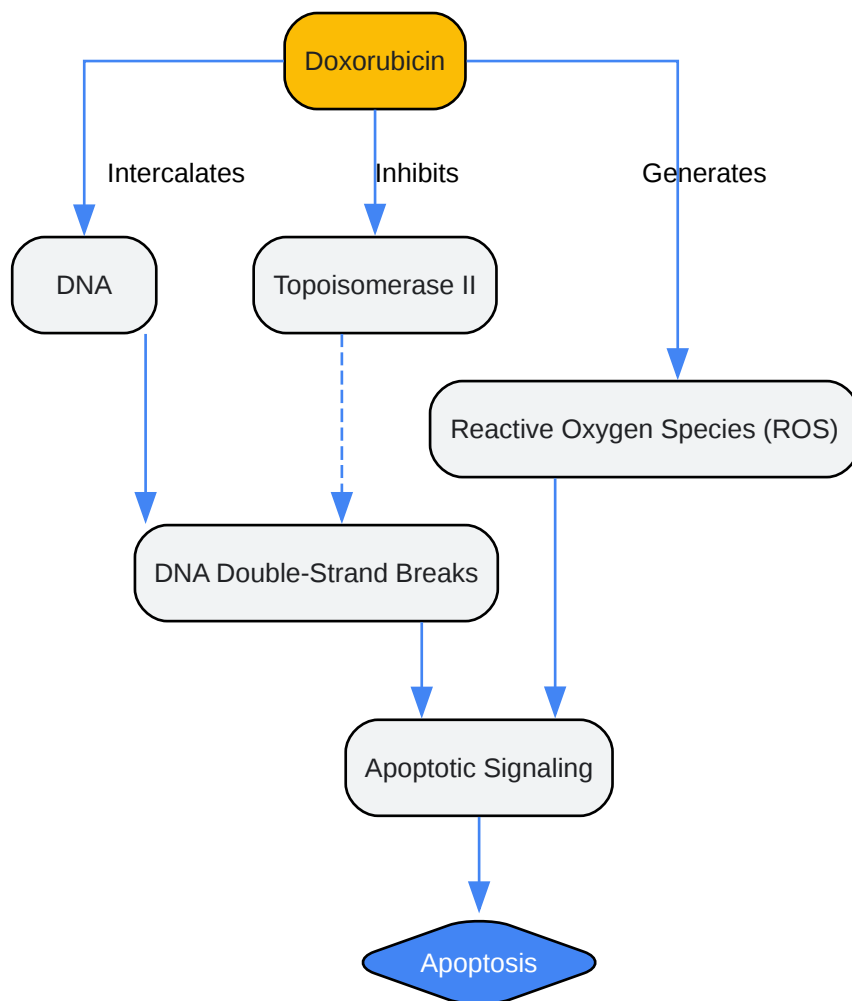 Doxorubicin
Intercalates
Inhibits
Generates
DNA
Topoisomerase II
Reactive Oxygen Species (ROS)
DNA Double-Strand Breaks
Apoptotic Signaling
Apoptosis